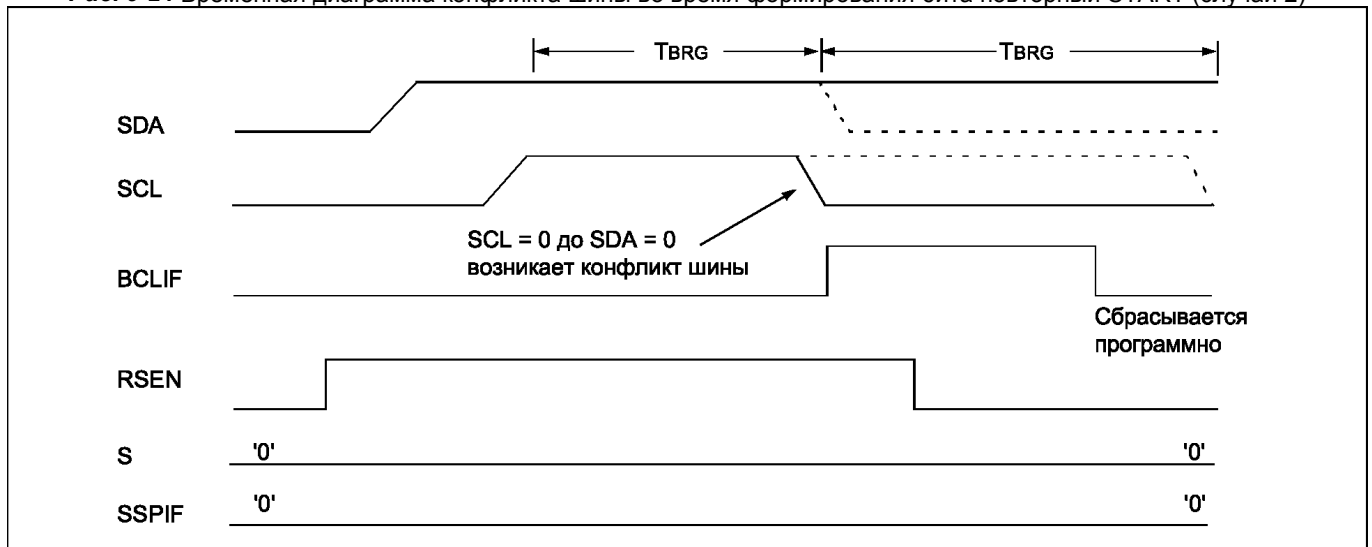 TBRG TBRG
SDA
SCL
SCL = 0 до SDA = 0
возникает конфликт шины
BCLIF
Сбрасывается
программно
RSEN
S '0' '0'
SSPIF '0' '0'